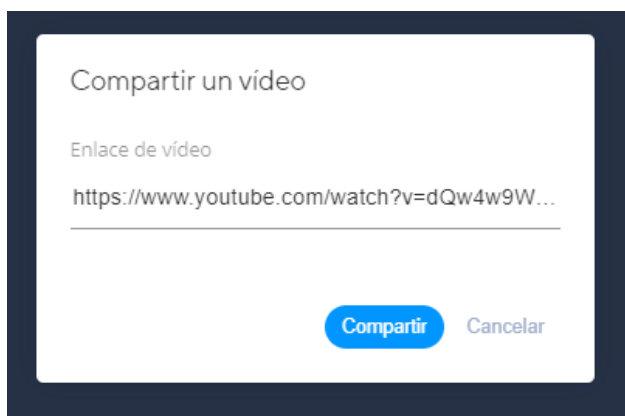 Compartir un vídeo
Enlace de vídeo
https://www.youtube.com/watch?v=dQw4w9W...
Compartir Cancelar